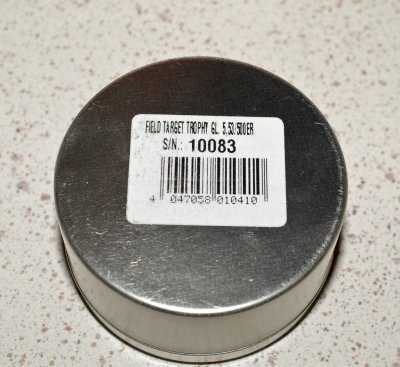 FIELD TARGET TROPHY GL. 5,53/500ER
S/N.: 10083
4 047058 010410